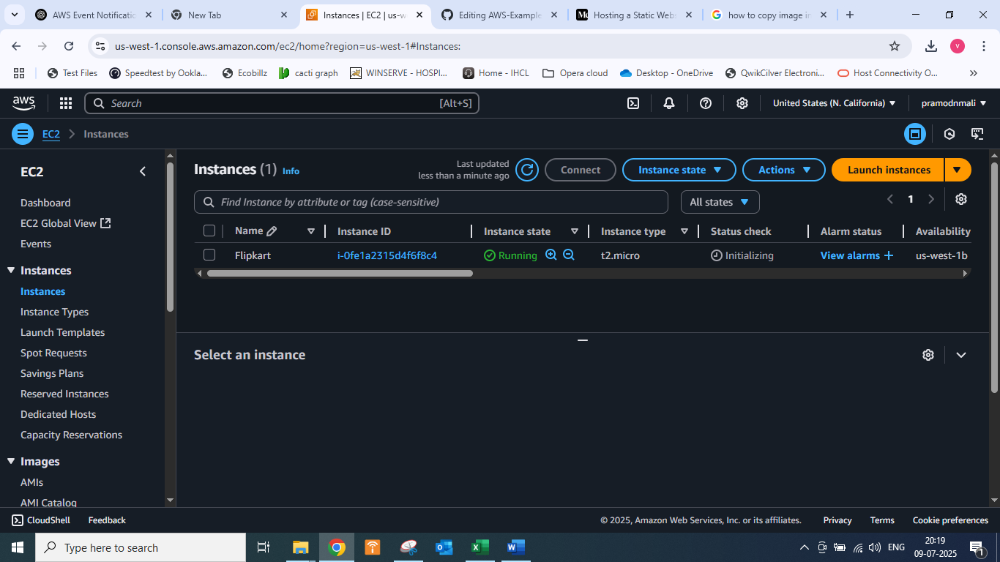 AWS Event Notificatio
New Tab
Instances | EC2 | us-w
Editing AWS-Example
Hosting a Static Webs
how to copy image in
us-west-1.console.aws.amazon.com/ec2/home?region=us-west-1#Instances:
V
Test Files
Speedtest by Ookla...
Ecobillz
cacti graph
WINSERVE - HOSPI...
Home - IHCL
Opera cloud
Desktop - OneDrive
QwikCilver Electroni...
Host Connectivity O...
aws
Search
[Alt+S]
United States (N. California)
pramodnmali
EC2
Instances
EC2
Dashboard
EC2 Global View
Events
Instances
Instances
Instance Types
Launch Templates
Spot Requests
Savings Plans
Reserved Instances
Dedicated Hosts
Capacity Reservations
Images
AMIs
AMI Catalog
Instances (1) Info
Last updated
less than a minute ago
Connect
Instance state
Actions
Launch instances
Find Instance by attribute or tag (case-sensitive)
All states
1
Name
Instance ID
Instance state
Instance type
Status check
Alarm status
Availability
Flipkart
i-0fe1a2315d4f6f8c4
Running
t2.micro
Initializing
View alarms
us-west-1b
Select an instance
CloudShell
Feedback
© 2025, Amazon Web Services, Inc. or its affiliates.
Privacy
Terms
Cookie preferences
Type here to search
ENG
20:19
09-07-2025
1